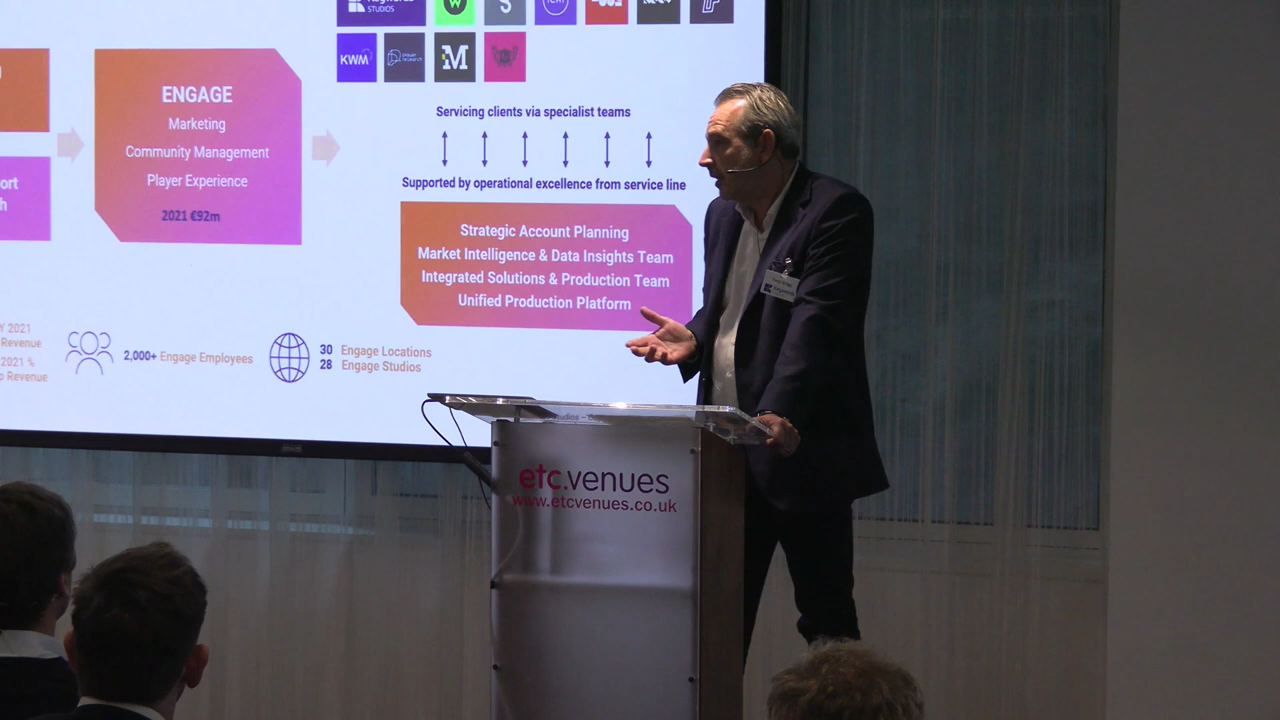 STUDIOS
W
S
KWM
M
ENGAGE
Marketing
Community Management
Player Experience
2021 €92m
ort
h
Servicing clients via specialist teams
Supported by operational excellence from service line
Strategic Account Planning
Market Intelligence & Data Insights Team
Integrated Solutions & Production Team
Unified Production Platform
Y 2021
Revenue
2021 %
o Revenue
2,000+ Engage Employees
30 Engage Locations
28 Engage Studios
etc.venues
www.etcvenues.co.uk